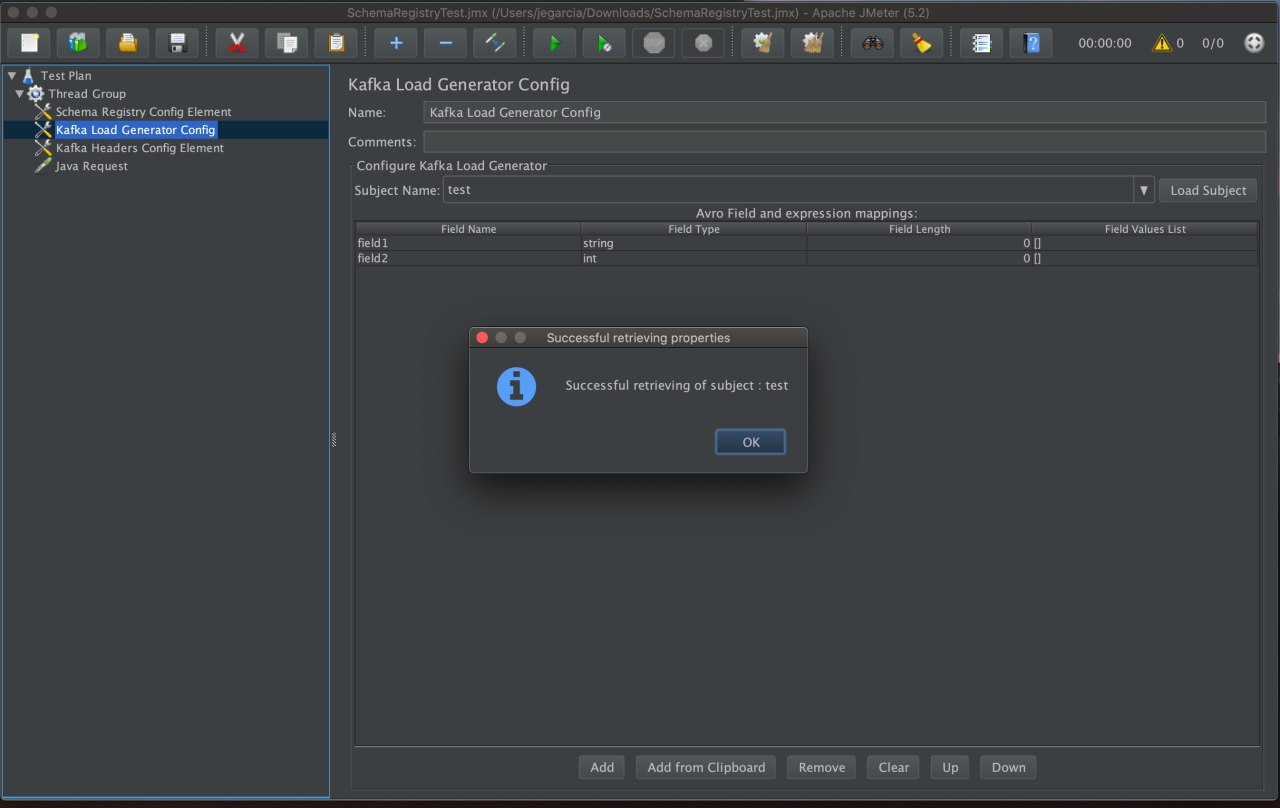 SchemaRegistryTest.jmx (/Users/jegarcia/Downloads/SchemaRegistryTest.jmx) - Apache JMeter (5.2)
STOP
00:00:00 0 0/0
Test Plan
Thread Group
Schema Registry Config Element
Kafka Load Generator Config
Kafka Headers Config Element
Java Request
Kafka Load Generator Config
Name: Kafka Load Generator Config
Comments:
Configure Kafka Load Generator
Subject Name: test Load Subject
Avro Field and expression mappings:
Field Name Field Type Field Length Field Values List
field1 string 0 []
field2 int 0 []
Successful retrieving properties
Successful retrieving of subject : test
OK
Add Add from Clipboard Remove Clear Up Down